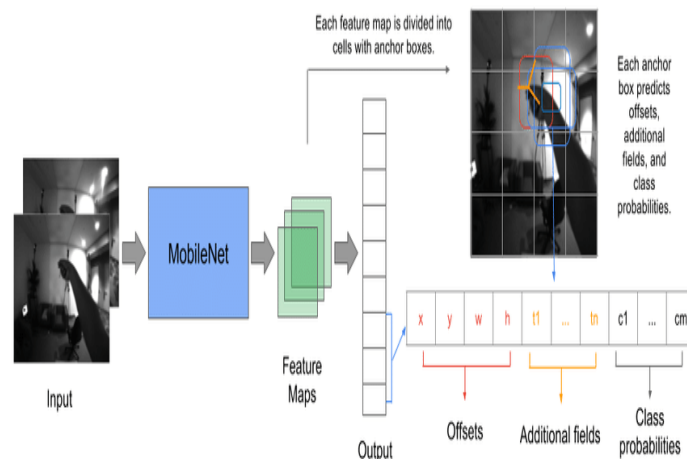 Each feature map is divided into
cells with anchor boxes.
Each anchor
box predicts
offsets,
additional
fields, and
class
probabilities.
MobileNet
x y w h t1 ... tn c1 ... cm
Feature
Maps
Input
Output
Offsets
Additional fields
Class
probabilities